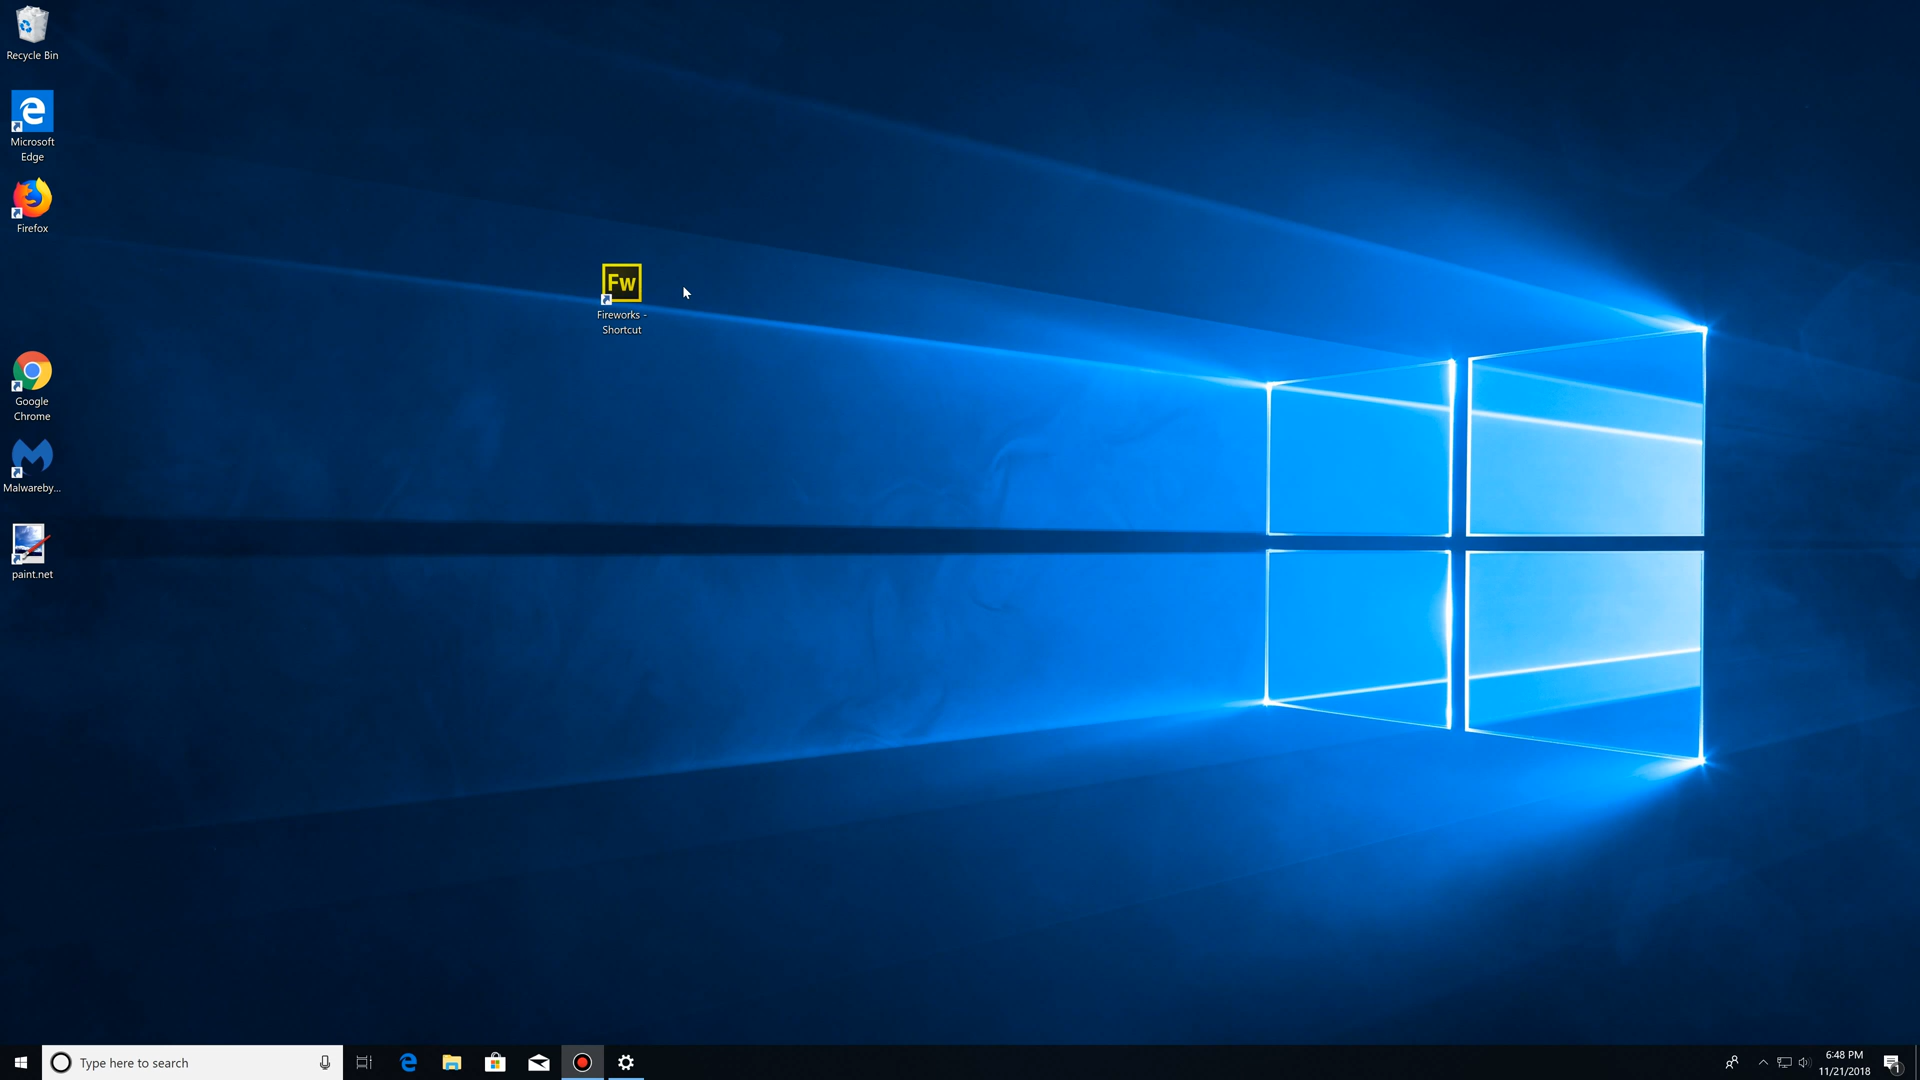 Recycle Bin
Microsoft
Edge
Firefox
Fw
Fireworks -
Shortcut
Google
Chrome
Malwareby...
paint.net
Type here to search
6:48 PM
11/21/2018
1